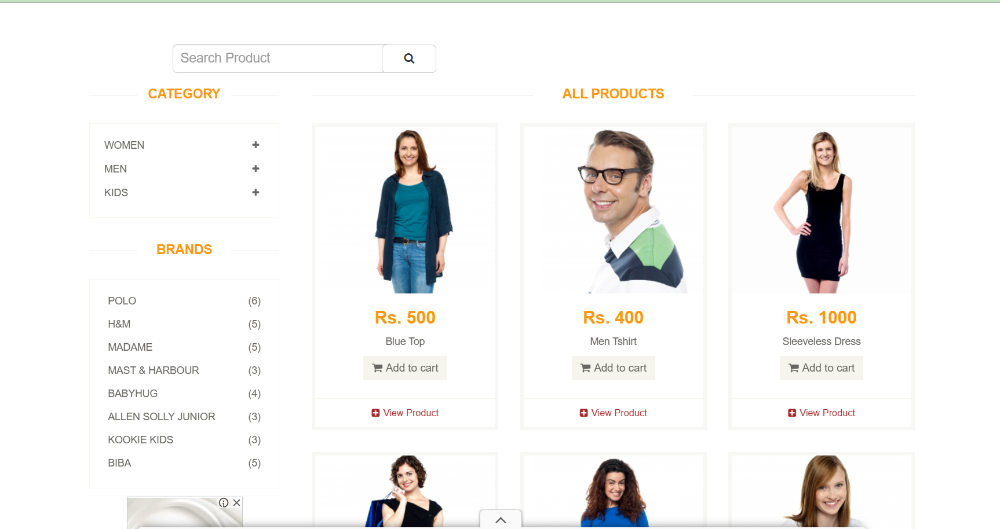 Search Product
CATEGORY
WOMEN
MEN
KIDS
BRANDS
POLO (6)
H&M (5)
MADAME (5)
MAST & HARBOUR (3)
BABYHUG (4)
ALLEN SOLLY JUNIOR (3)
KOOKIE KIDS (3)
BIBA (5)
ALL PRODUCTS
Rs. 500
Blue Top
Add to cart
View Product
Rs. 400
Men Tshirt
Add to cart
View Product
Rs. 1000
Sleeveless Dress
Add to cart
View Product